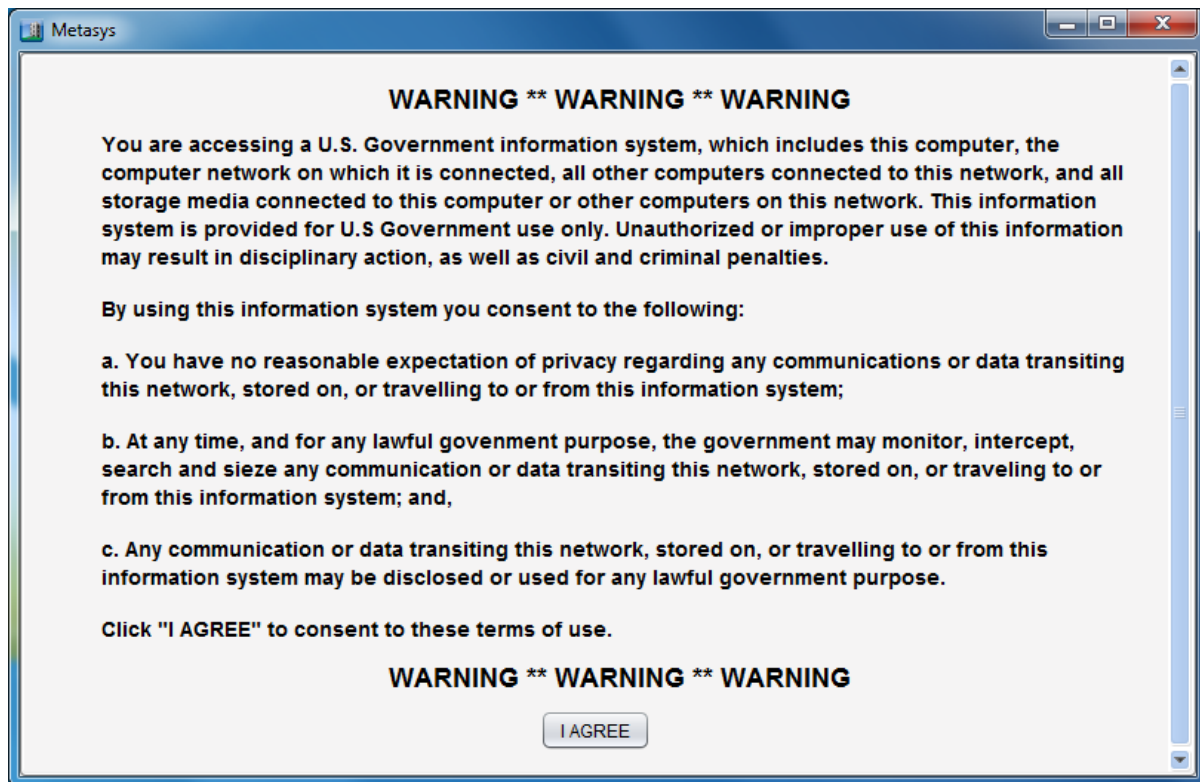 Metasys
WARNING ** WARNING ** WARNING
You are accessing a U.S. Government information system, which includes this computer, the
computer network on which it is connected, all other computers connected to this network, and all
storage media connected to this computer or other computers on this network. This information
system is provided for U.S Government use only. Unauthorized or improper use of this information
may result in disciplinary action, as well as civil and criminal penalties.
By using this information system you consent to the following:
a. You have no reasonable expectation of privacy regarding any communications or data transiting
this network, stored on, or travelling to or from this information system;
b. At any time, and for any lawful govenment purpose, the government may monitor, intercept,
search and sieze any communication or data transiting this network, stored on, or traveling to or
from this information system; and,
c. Any communication or data transiting this network, stored on, or travelling to or from this
information system may be disclosed or used for any lawful government purpose.
Click "I AGREE" to consent to these terms of use.
WARNING ** WARNING ** WARNING
I AGREE